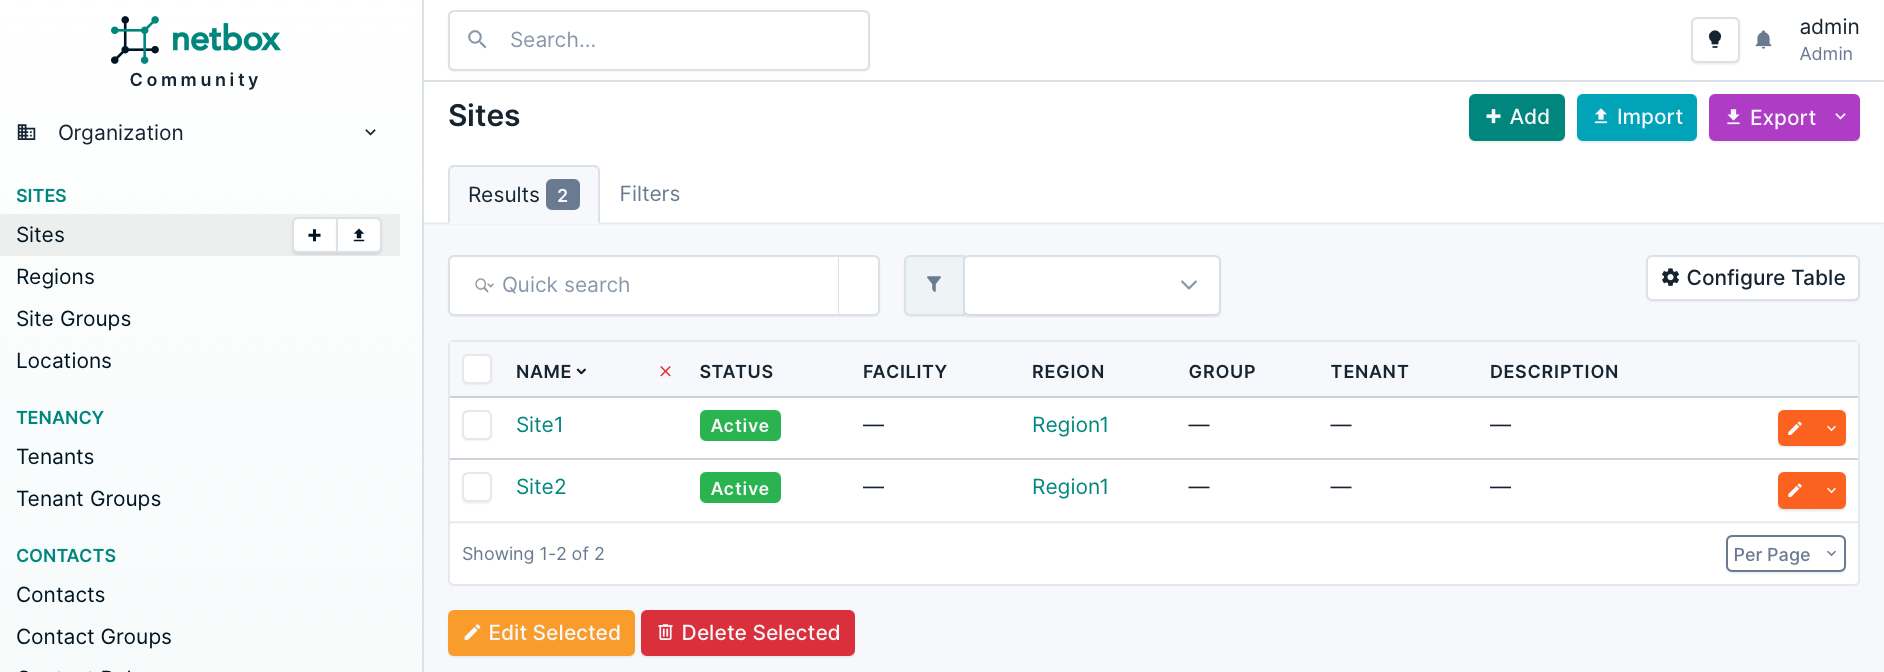 netbox
Community
Organization
SITES
Sites
Regions
Site Groups
Locations
TENANCY
Tenants
Tenant Groups
CONTACTS
Contacts
Contact Groups
Search...
admin
Admin
Sites
Add
Import
Export
Results 2
Filters
Quick search
Configure Table
NAME STATUS FACILITY REGION GROUP TENANT DESCRIPTION
Site1 Active — Region1 — — —
Site2 Active — Region1 — — —
Showing 1-2 of 2
Per Page
Edit Selected
Delete Selected